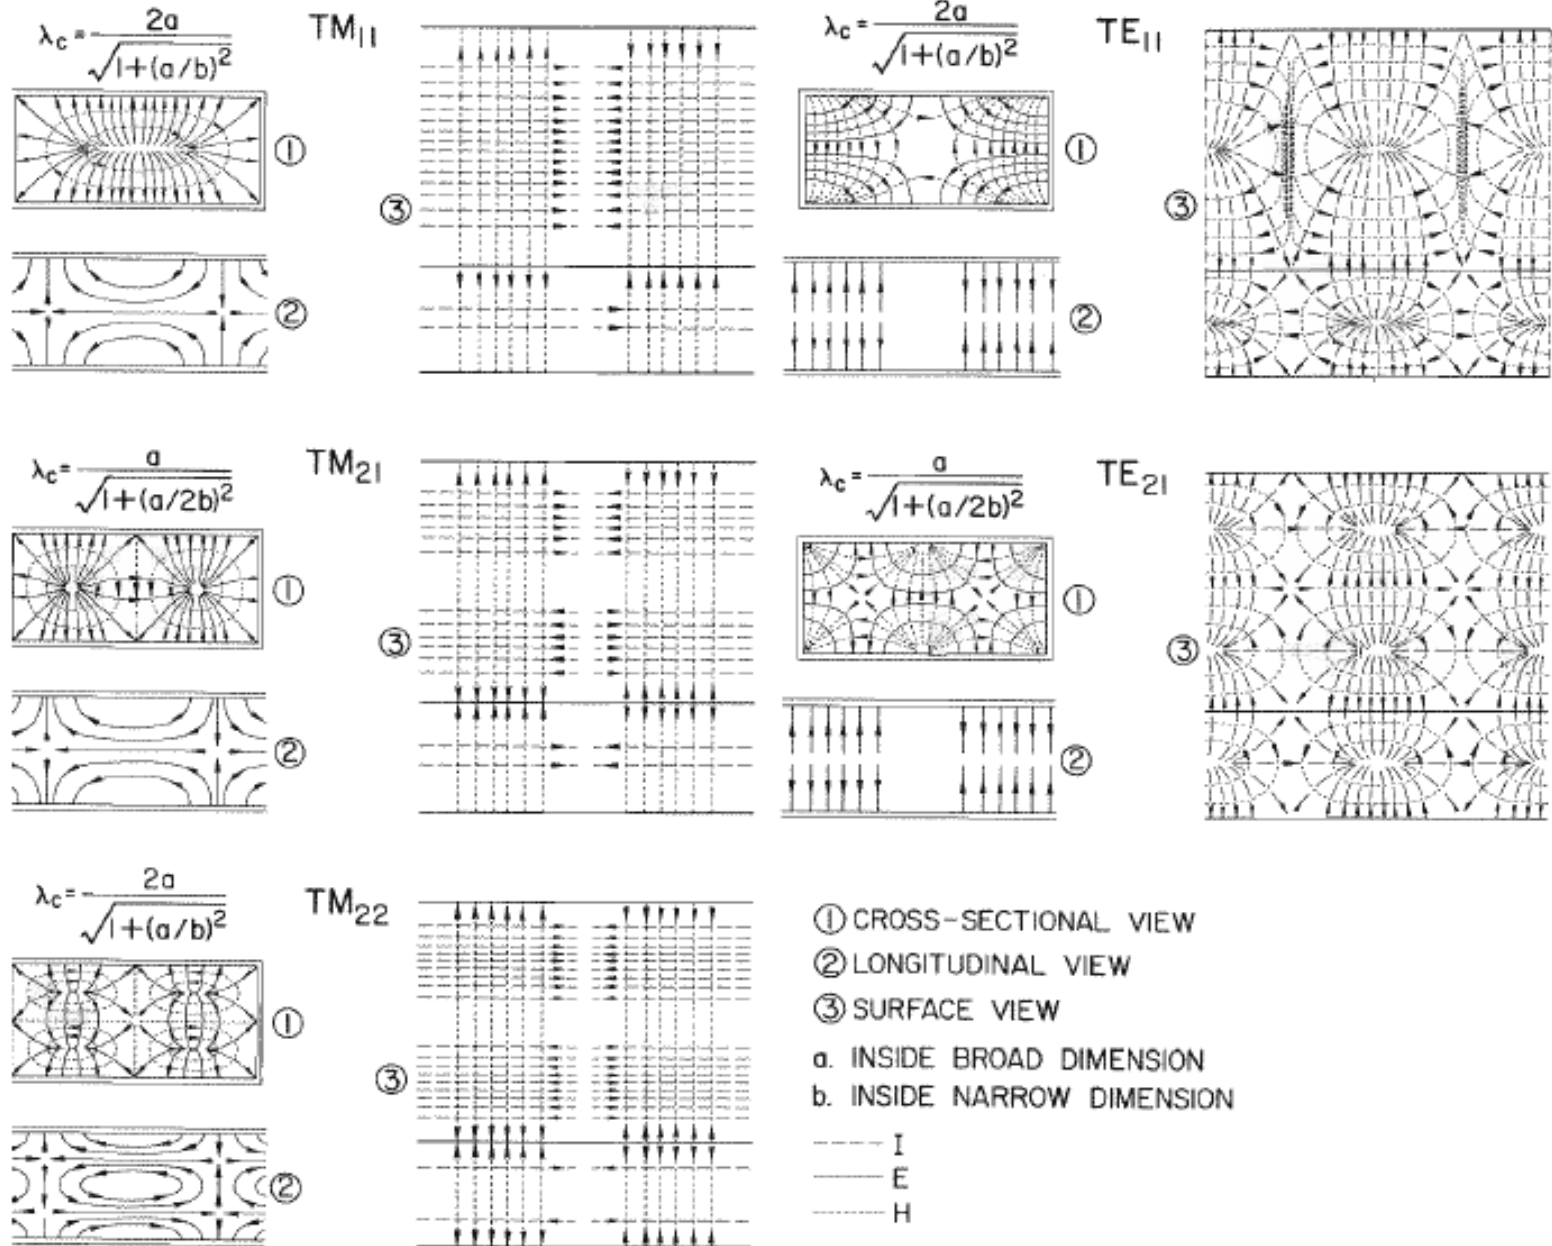 λc = 2a / √1+(a/b)²
TM11
①
②
③
λc = 2a / √1+(a/b)²
TE11
①
②
③
λc = a / √1+(a/2b)²
TM21
①
②
③
λc = a / √1+(a/2b)²
TE21
①
②
③
λc = 2a / √1+(a/b)²
TM22
①
②
③
① CROSS-SECTIONAL VIEW
② LONGITUDINAL VIEW
③ SURFACE VIEW
a. INSIDE BROAD DIMENSION
b. INSIDE NARROW DIMENSION
I
E
H